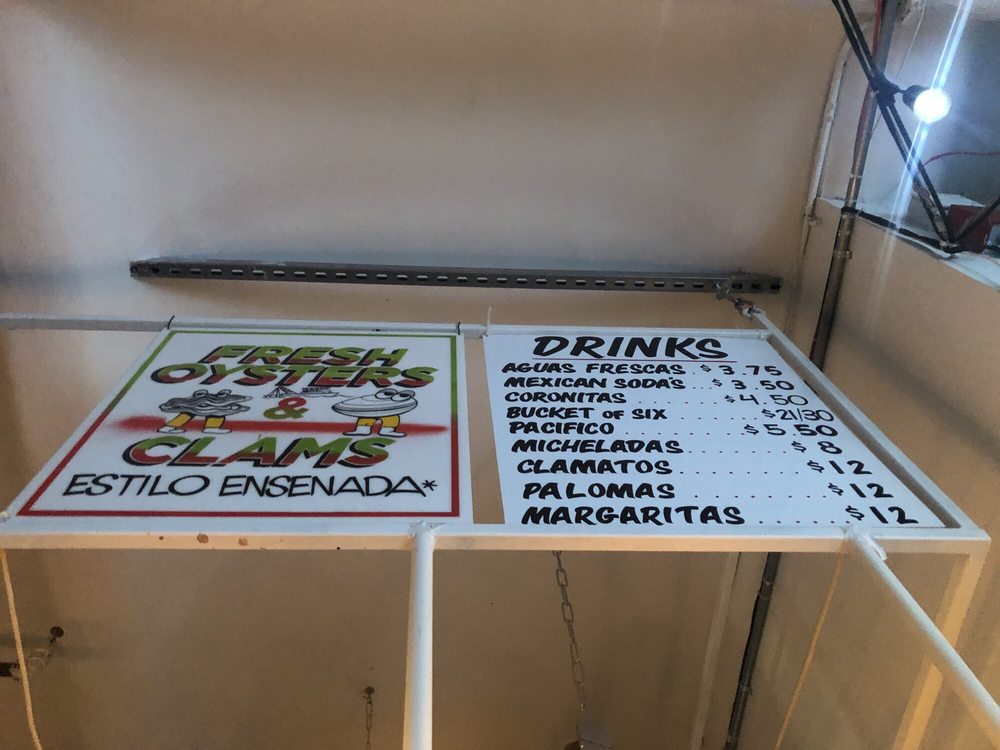 FRESH
OYSTERS
&
CLAMS
ESTILO ENSENADA*
DRINKS
AGUAS FRESCAS $3.75
MEXICAN SODA'S ... $3.50
CORONITAS ..... $4.50
BUCKET of SIX ..... $21/30
PACIFICO ...... $5.50
MICHELADAS ...... $8
CLAMATOS ....... $12
PALOMAS ........ $12
MARGARITAS ..... $12